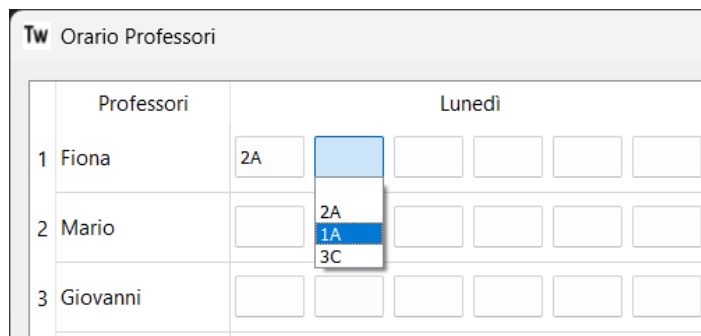 Tw Orario Professori
Professori Lunedì
1 Fiona 2A
2A
2 Mario 1A
3C
3 Giovanni